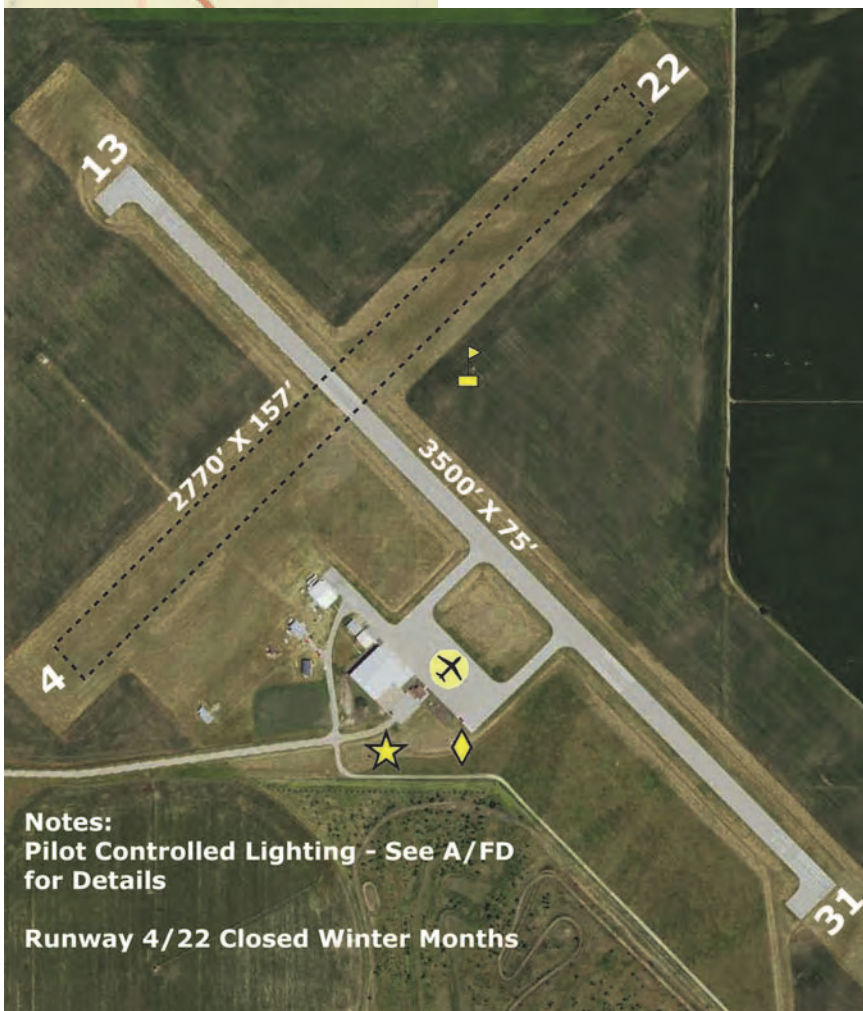 22
13
2770' X 157'
3500' X 75'
4
Notes:
Pilot Controlled Lighting - See A/FD
for Details
Runway 4/22 Closed Winter Months
31